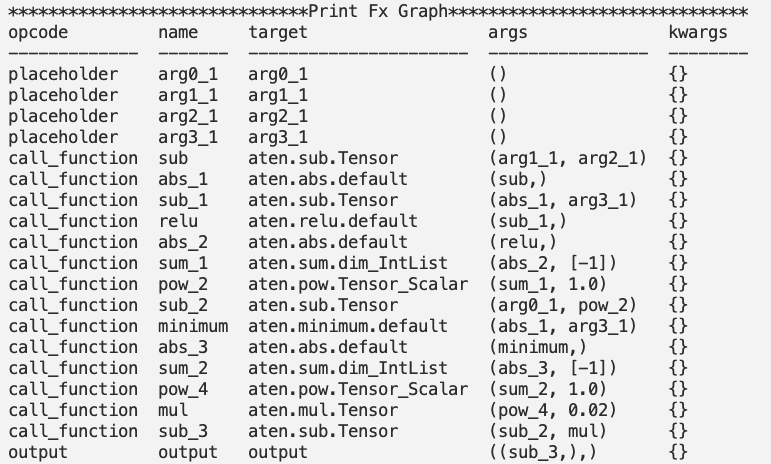 ******************************Print Fx Graph******************************
opcode         name     target                  args              kwargs
-------------  -------  ----------------------  ----------------  --------
placeholder    arg0_1   arg0_1                  ()                {}
placeholder    arg1_1   arg1_1                  ()                {}
placeholder    arg2_1   arg2_1                  ()                {}
placeholder    arg3_1   arg3_1                  ()                {}
call_function  sub      aten.sub.Tensor         (arg1_1, arg2_1)  {}
call_function  abs_1    aten.abs.default        (sub,)            {}
call_function  sub_1    aten.sub.Tensor         (abs_1, arg3_1)   {}
call_function  relu     aten.relu.default       (sub_1,)          {}
call_function  abs_2    aten.abs.default        (relu,)           {}
call_function  sum_1    aten.sum.dim_IntList    (abs_2, [-1])     {}
call_function  pow_2    aten.pow.Tensor_Scalar  (sum_1, 1.0)      {}
call_function  sub_2    aten.sub.Tensor         (arg0_1, pow_2)   {}
call_function  minimum  aten.minimum.default    (abs_1, arg3_1)   {}
call_function  abs_3    aten.abs.default        (minimum,)        {}
call_function  sum_2    aten.sum.dim_IntList    (abs_3, [-1])     {}
call_function  pow_4    aten.pow.Tensor_Scalar  (sum_2, 1.0)      {}
call_function  mul      aten.mul.Tensor         (pow_4, 0.02)     {}
call_function  sub_3    aten.sub.Tensor         (sub_2, mul)      {}
output         output   output                  ((sub_3,),)       {}